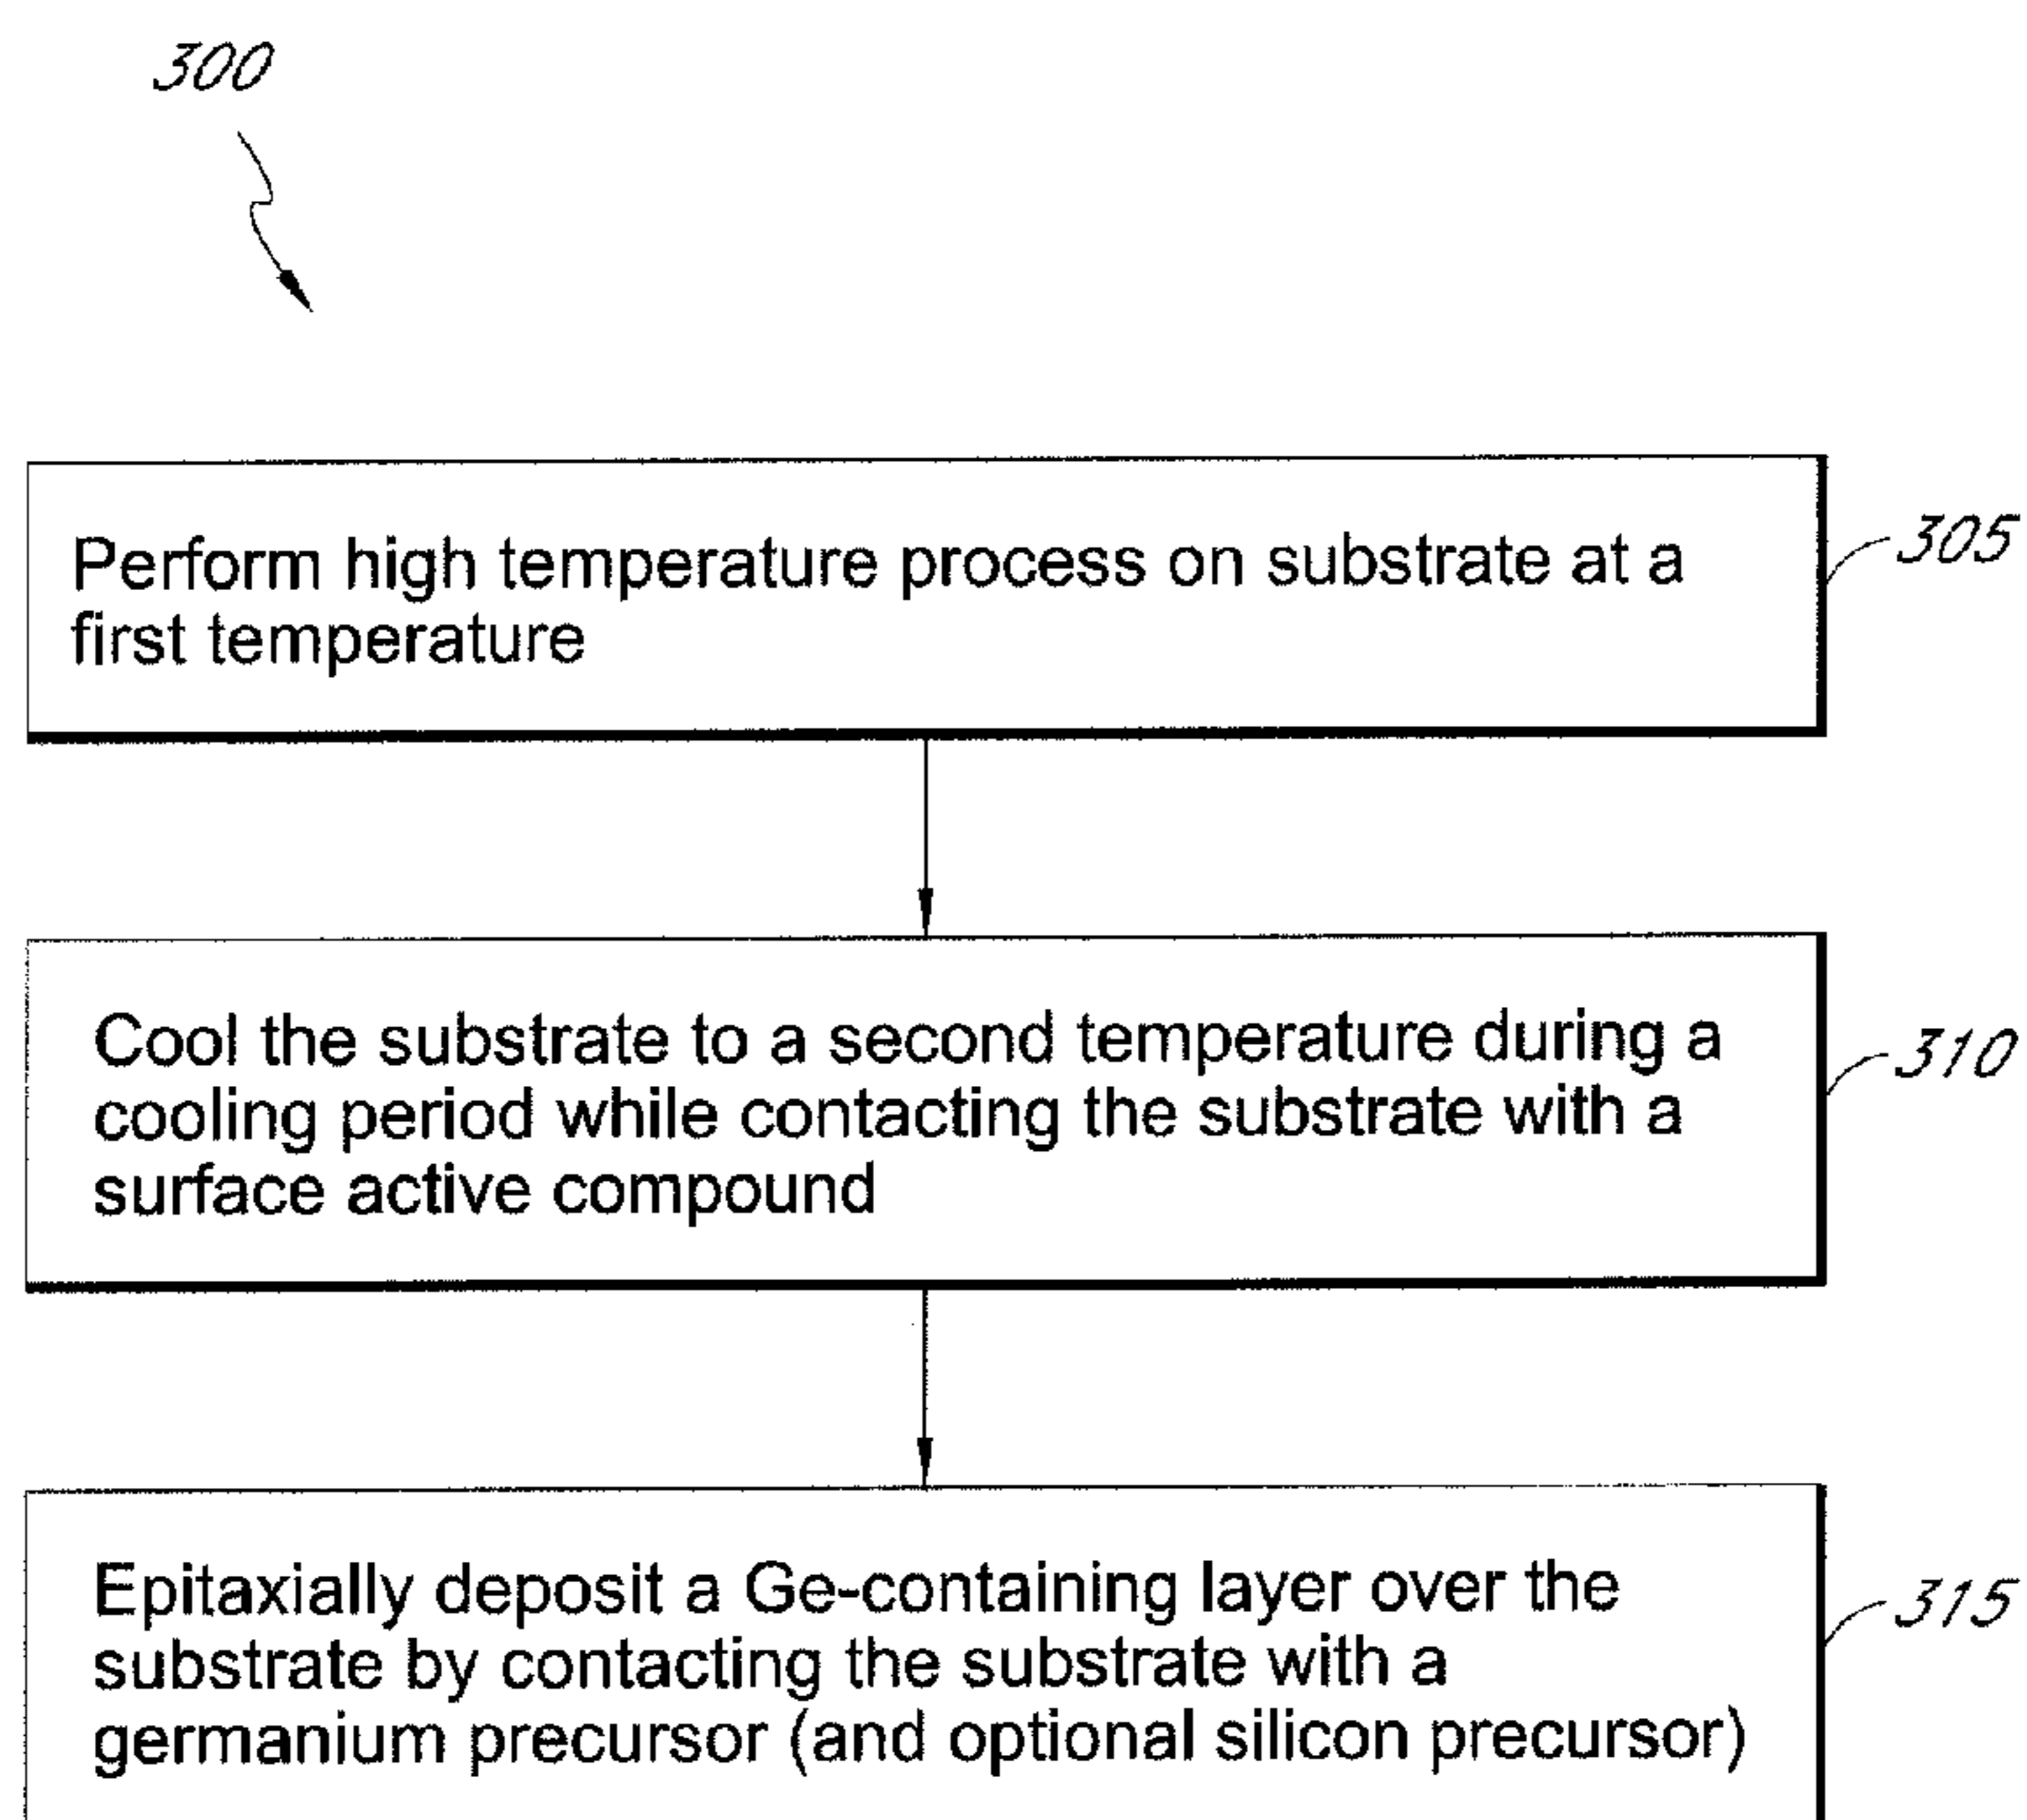 300
Perform high temperature process on substrate at a
first temperature
305
Cool the substrate to a second temperature during a
cooling period while contacting the substrate with a
surface active compound
310
Epitaxially deposit a Ge-containing layer over the
substrate by contacting the substrate with a
germanium precursor (and optional silicon precursor)
315